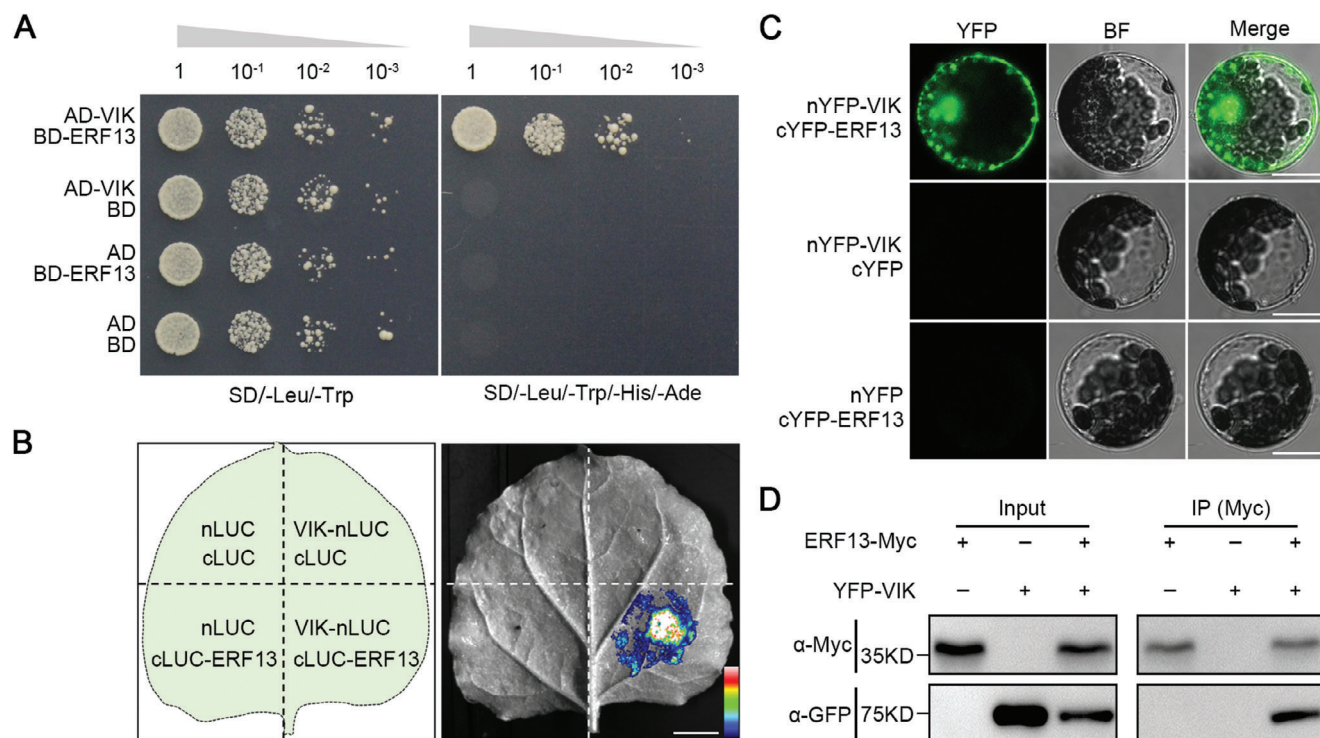 A
1 10⁻¹ 10⁻² 10⁻³ 1 10⁻¹ 10⁻² 10⁻³
AD-VIK
BD-ERF13
AD-VIK
BD
AD
BD-ERF13
AD
BD
SD/-Leu/-Trp SD/-Leu/-Trp/-His/-Ade
B
nLUC
cLUC
VIK-nLUC
cLUC
nLUC
cLUC-ERF13
VIK-nLUC
cLUC-ERF13
C
YFP BF Merge
nYFP-VIK
cYFP-ERF13
nYFP-VIK
cYFP
nYFP
cYFP-ERF13
D
Input IP (Myc)
ERF13-Myc + – + + – +
YFP-VIK – + + – + +
α-Myc 35KD
α-GFP 75KD